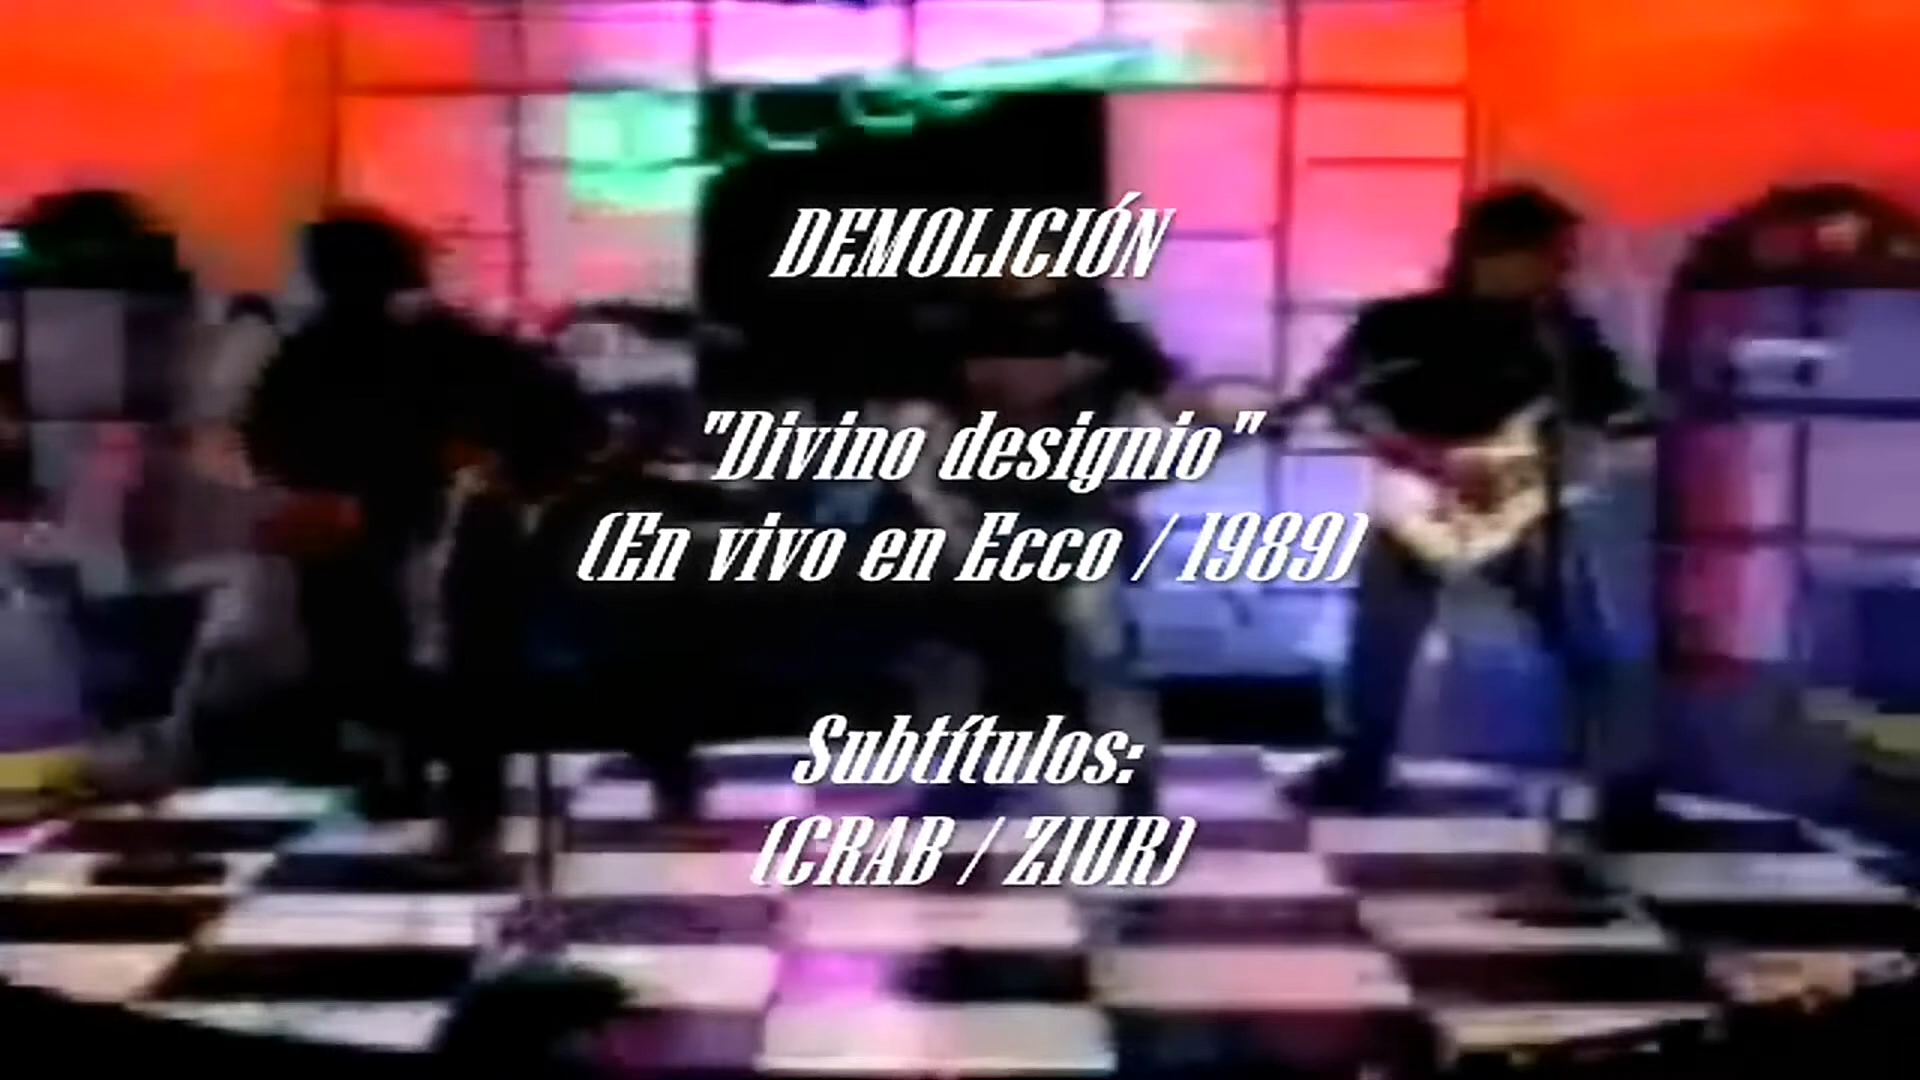 DEMOLICIÓN
"Divino designio"
(En vivo en Ecco / 1989)
Subtítulos:
(CRAB / ZIUR)